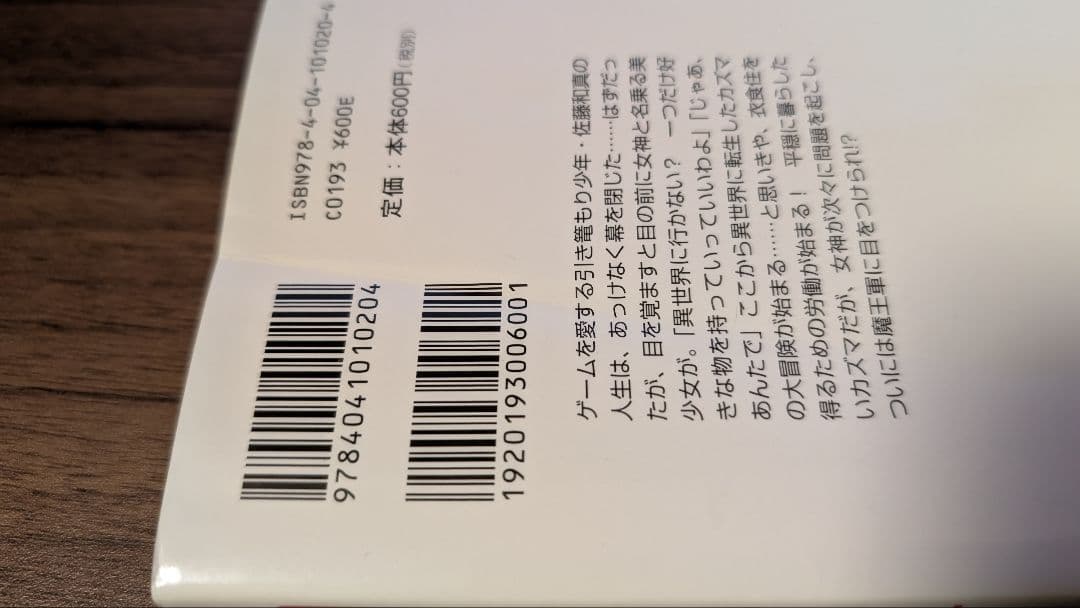 ISBN978-4-04-101020-4
C0193 ¥600E
定価：本体600円(税別)
9784041010204
1920193006001
ゲームを愛する引き篭もり少年・佐藤和真の
人生は、あっけなく幕を閉じた……はずだっ
たが、目を覚ますと目の前に女神と名乗る美
少女が。「異世界に行かない？　一つだけ好
きな物を持っていっていいわよ」「じゃあ、
あんたで」ここから異世界に転生したカズマ
の大冒険が始まる……と思いきや、衣食住を
得るための労働が始まる！　平穏に暮らした
いカズマだが、女神が次々に問題を起こし、
ついには魔王軍に目をつけられ!?